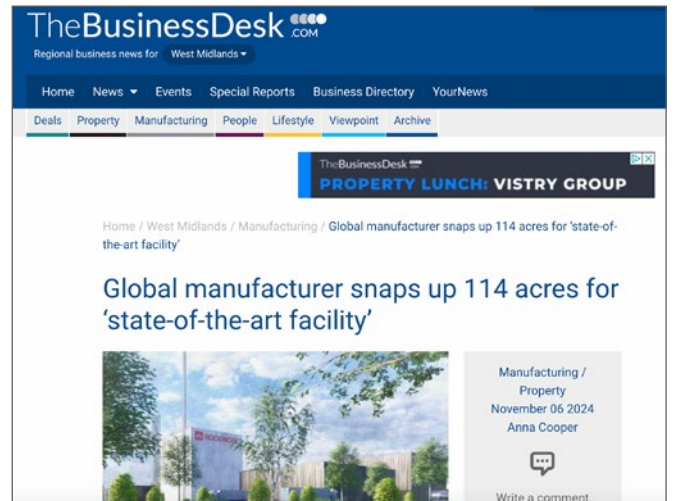 TheBusinessDesk .COM
Regional business news for West Midlands
Home News Events Special Reports Business Directory YourNews
Deals Property Manufacturing People Lifestyle Viewpoint Archive
TheBusinessDesk .COM
PROPERTY LUNCH: VISTRY GROUP
Home / West Midlands / Manufacturing / Global manufacturer snaps up 114 acres for ‘state-of-
the-art facility’
Global manufacturer snaps up 114 acres for
‘state-of-the-art facility’
Manufacturing /
Property
November 06 2024
Anna Cooper
Write a comment